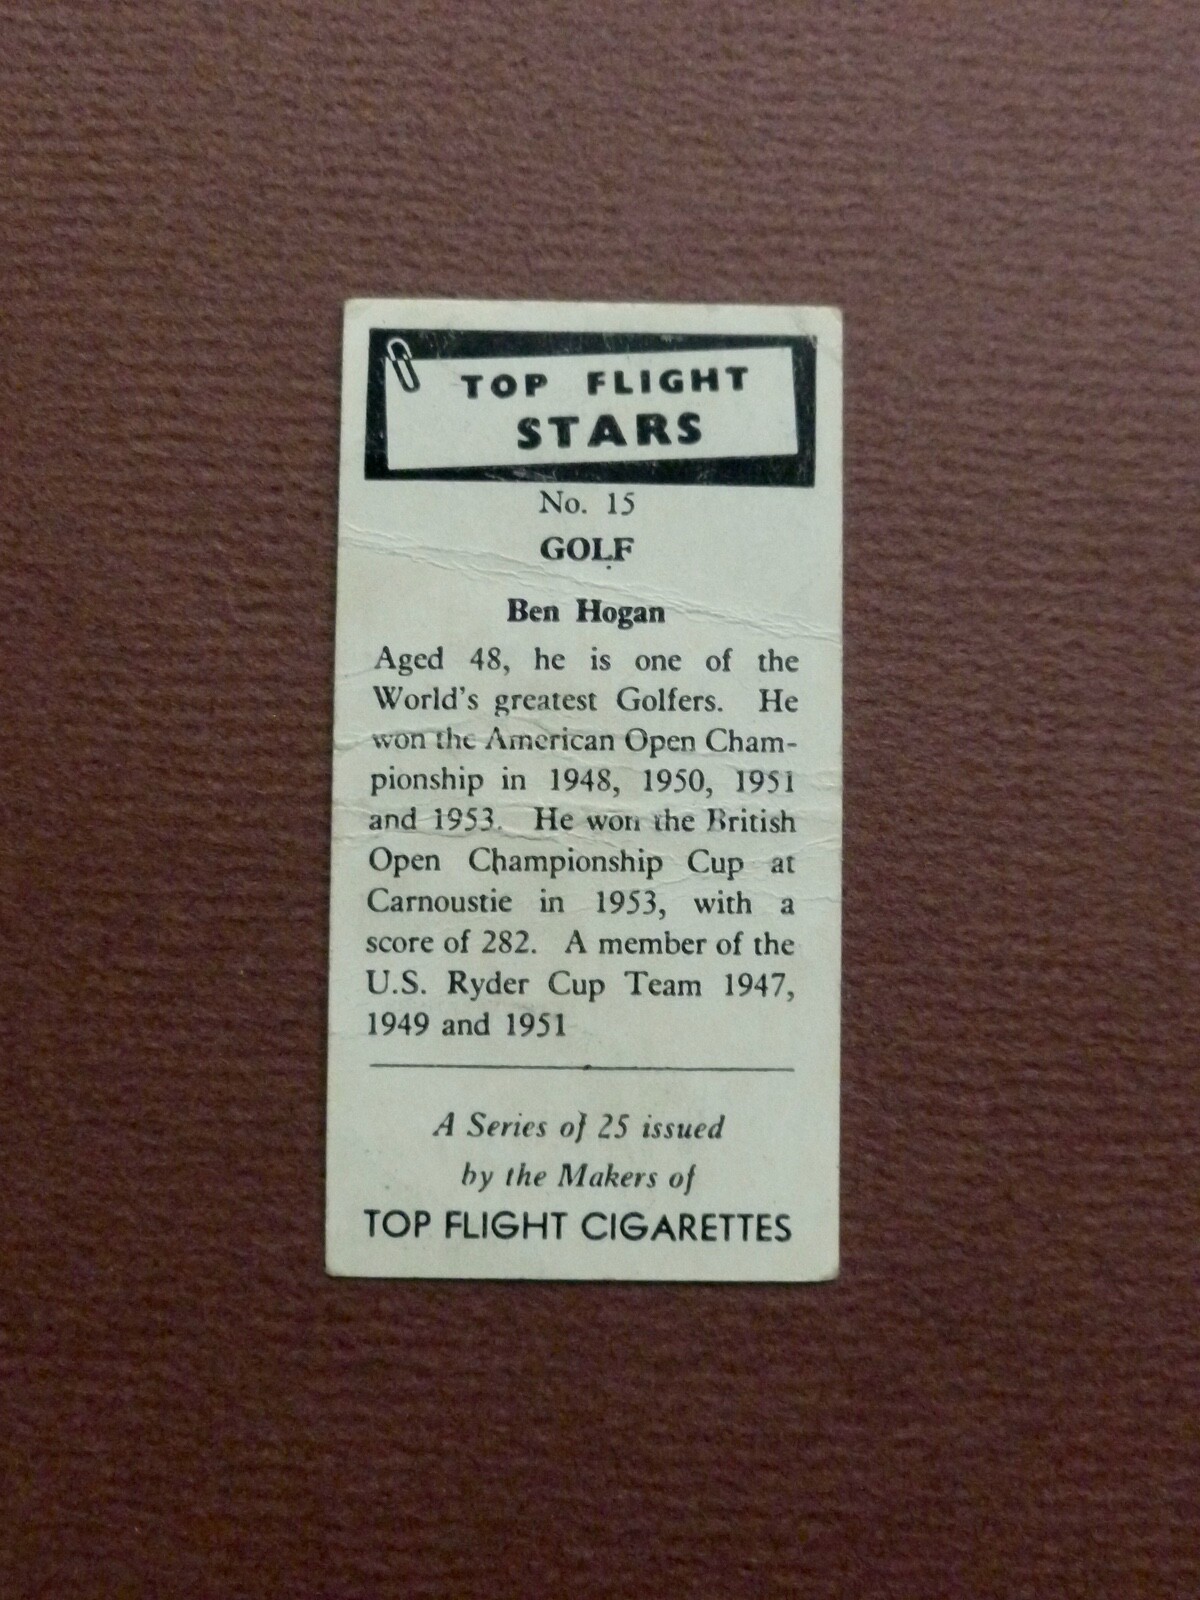 TOP FLIGHT
STARS
No. 15
GOLF
Ben Hogan
Aged 48, he is one of the
World's greatest Golfers. He
won the American Open Cham-
pionship in 1948, 1950, 1951
and 1953. He won the British
Open Championship Cup at
Carnoustie in 1953, with a
score of 282. A member of the
U.S. Ryder Cup Team 1947,
1949 and 1951
A Series of 25 issued
by the Makers of
TOP FLIGHT CIGARETTES